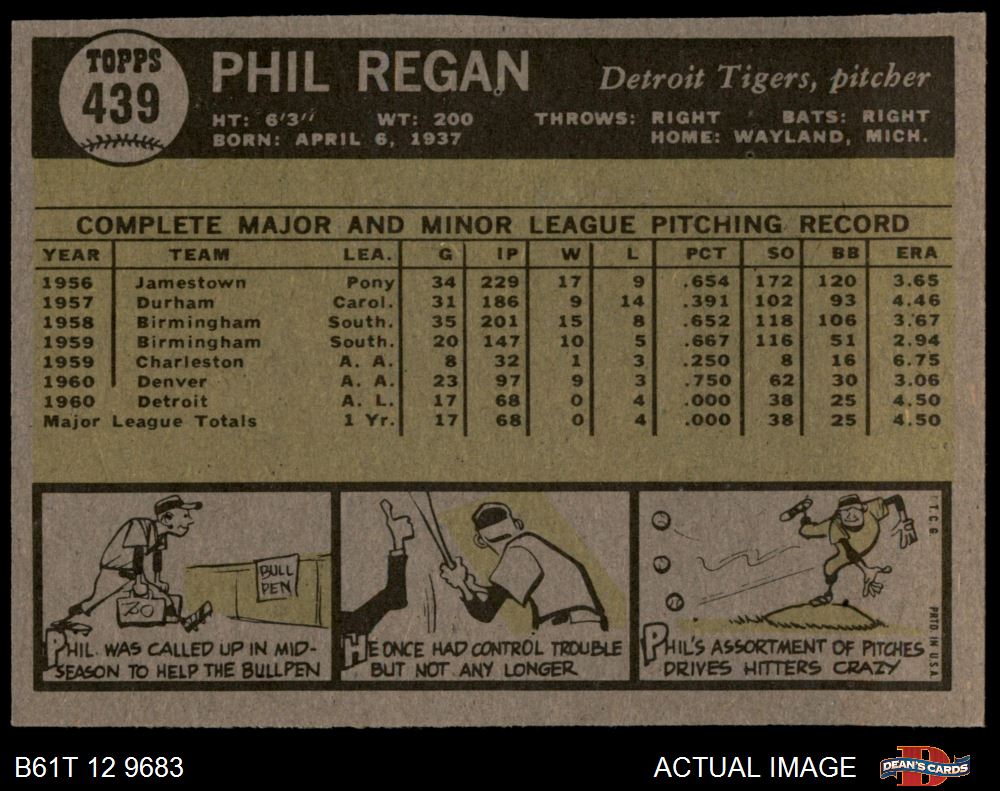 TOPPS
439
PHIL REGAN
Detroit Tigers, pitcher
HT: 6'3" WT: 200 THROWS: RIGHT BATS: RIGHT
BORN: APRIL 6, 1937 HOME: WAYLAND, MICH.
COMPLETE MAJOR AND MINOR LEAGUE PITCHING RECORD
YEAR TEAM LEA. G IP W L PCT SO BB ERA
1956 Jamestown Pony 34 229 17 9 .654 172 120 3.65
1957 Durham Carol. 31 186 9 14 .391 102 93 4.46
1958 Birmingham South. 35 201 15 8 .652 118 106 3.67
1959 Birmingham South. 20 147 10 5 .667 116 51 2.94
1959 Charleston A. A. 8 32 1 3 .250 8 16 6.75
1960 Denver A. A. 23 97 9 3 .750 62 30 3.06
1960 Detroit A. L. 17 68 0 4 .000 38 25 4.50
Major League Totals 1 Yr. 17 68 0 4 .000 38 25 4.50
BULL
PEN
PHIL WAS CALLED UP IN MID-
SEASON TO HELP THE BULLPEN
HE ONCE HAD CONTROL TROUBLE
BUT NOT ANY LONGER
PHIL'S ASSORTMENT OF PITCHES
DRIVES HITTERS CRAZY
T. C. G
PRTD IN U.S.A.
B61T 12 9683
ACTUAL IMAGE
DEAN'S CARDS